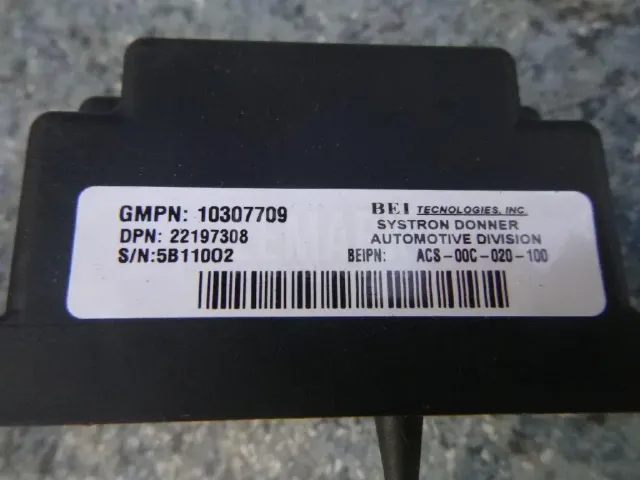 GMPN: 10307709
DPN: 22197308
S/N:5B11002
BEI TECNOLOGIES, INC.
SYSTRON DONNER
AUTOMOTIVE DIVISION
BEIPN: ACS-00C-020-100